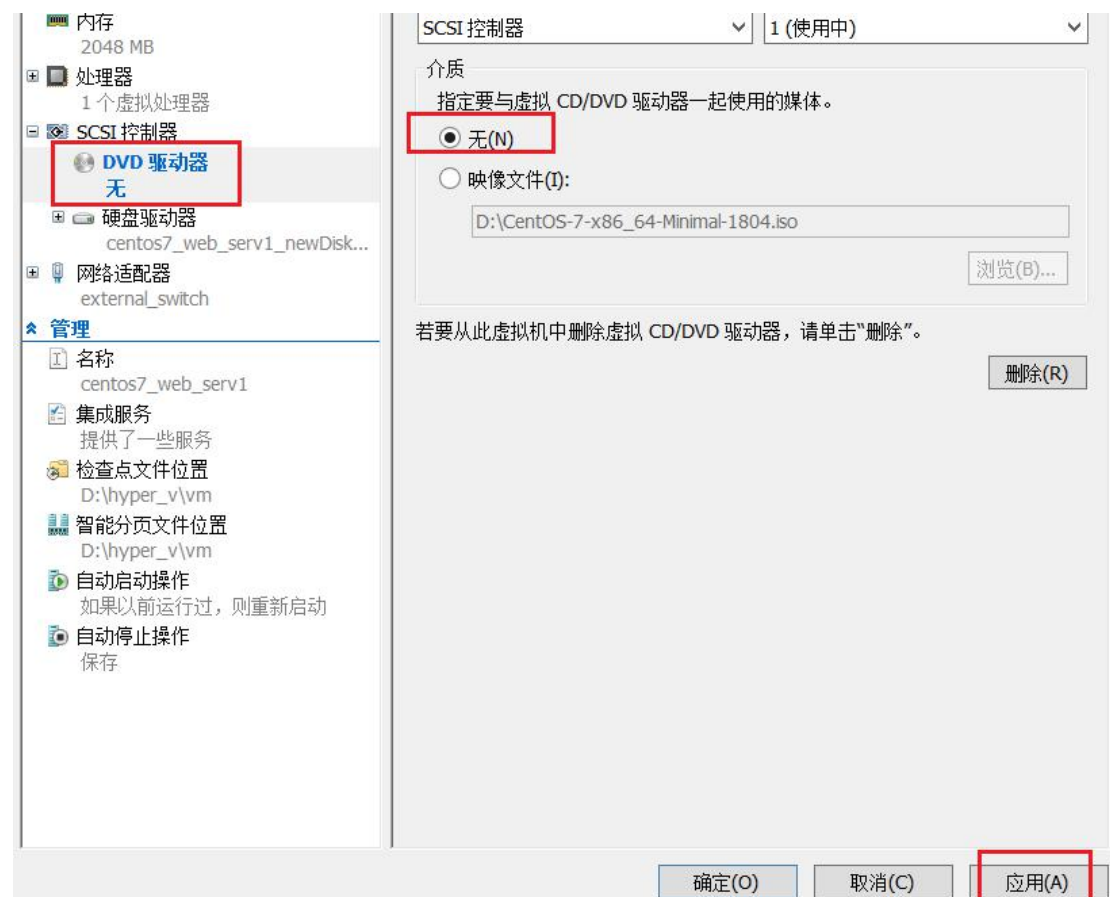 内存
2048 MB
处理器
1 个虚拟处理器
SCSI 控制器
DVD 驱动器
无
硬盘驱动器
centos7_web_serv1_newDisk...
网络适配器
external_switch
管理
名称
centos7_web_serv1
集成服务
提供了一些服务
检查点文件位置
D:\hyper_v\vm
智能分页文件位置
D:\hyper_v\vm
自动启动操作
如果以前运行过，则重新启动
自动停止操作
保存
SCSI 控制器 1 (使用中)
介质
指定要与虚拟 CD/DVD 驱动器一起使用的媒体。
无(N)
映像文件(I):
D:\CentOS-7-x86_64-Minimal-1804.iso
浏览(B)...
若要从此虚拟机中删除虚拟 CD/DVD 驱动器，请单击“删除”。
删除(R)
确定(O) 取消(C) 应用(A)